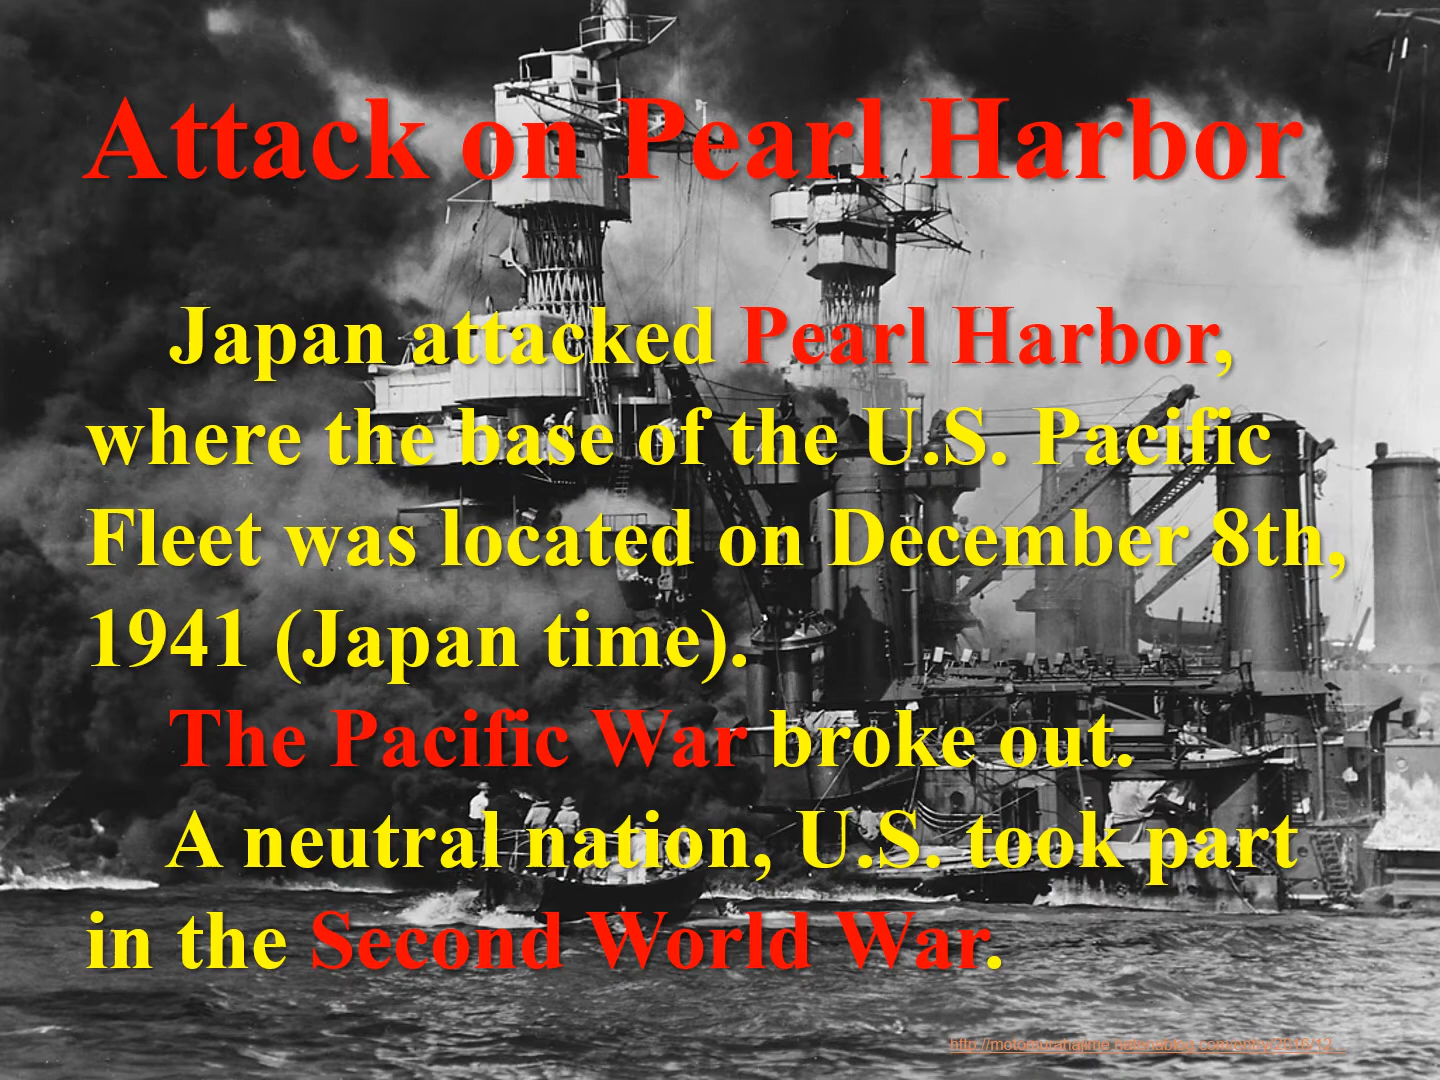 Attack on Pearl Harbor
Japan attacked Pearl Harbor,
where the base of the U.S. Pacific
Fleet was located on December 8th,
1941 (Japan time).
The Pacific War broke out.
A neutral nation, U.S. took part
in the Second World War.